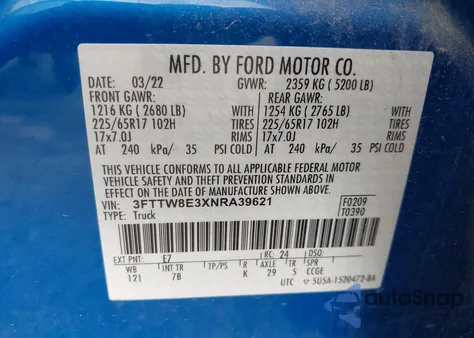 MFD. BY FORD MOTOR CO.
DATE: 03/22 GVWR: 2359 KG ( 5200 LB)
FRONT GAWR: REAR GAWR:
1216 KG ( 2680 LB) WITH 1254 KG ( 2765 LB) WITH
225/65R17 102H TIRES 225/65R17 102H TIRES
17x7.0J RIMS 17x7.0J RIMS
AT 240 kPa/ 35 PSI COLD AT 240 kPa/ 35 PSI COLD
THIS VEHICLE CONFORMS TO ALL APPLICABLE FEDERAL MOTOR
VEHICLE SAFETY AND THEFT PREVENTION STANDARDS IN
EFFECT ON THE DATE OF MANUFACTURE SHOWN ABOVE.
VIN: 3FTTW8E3XNRA39621 F0209
TYPE: Truck T0390
EXT PNT: E7 RC: 24 DSO:
WB INT TR TP/PS R AXLE TR SPR
121 7B K 29 5 CCGE
UTC ▽ 5USA-1520472-BA
AutoSnap